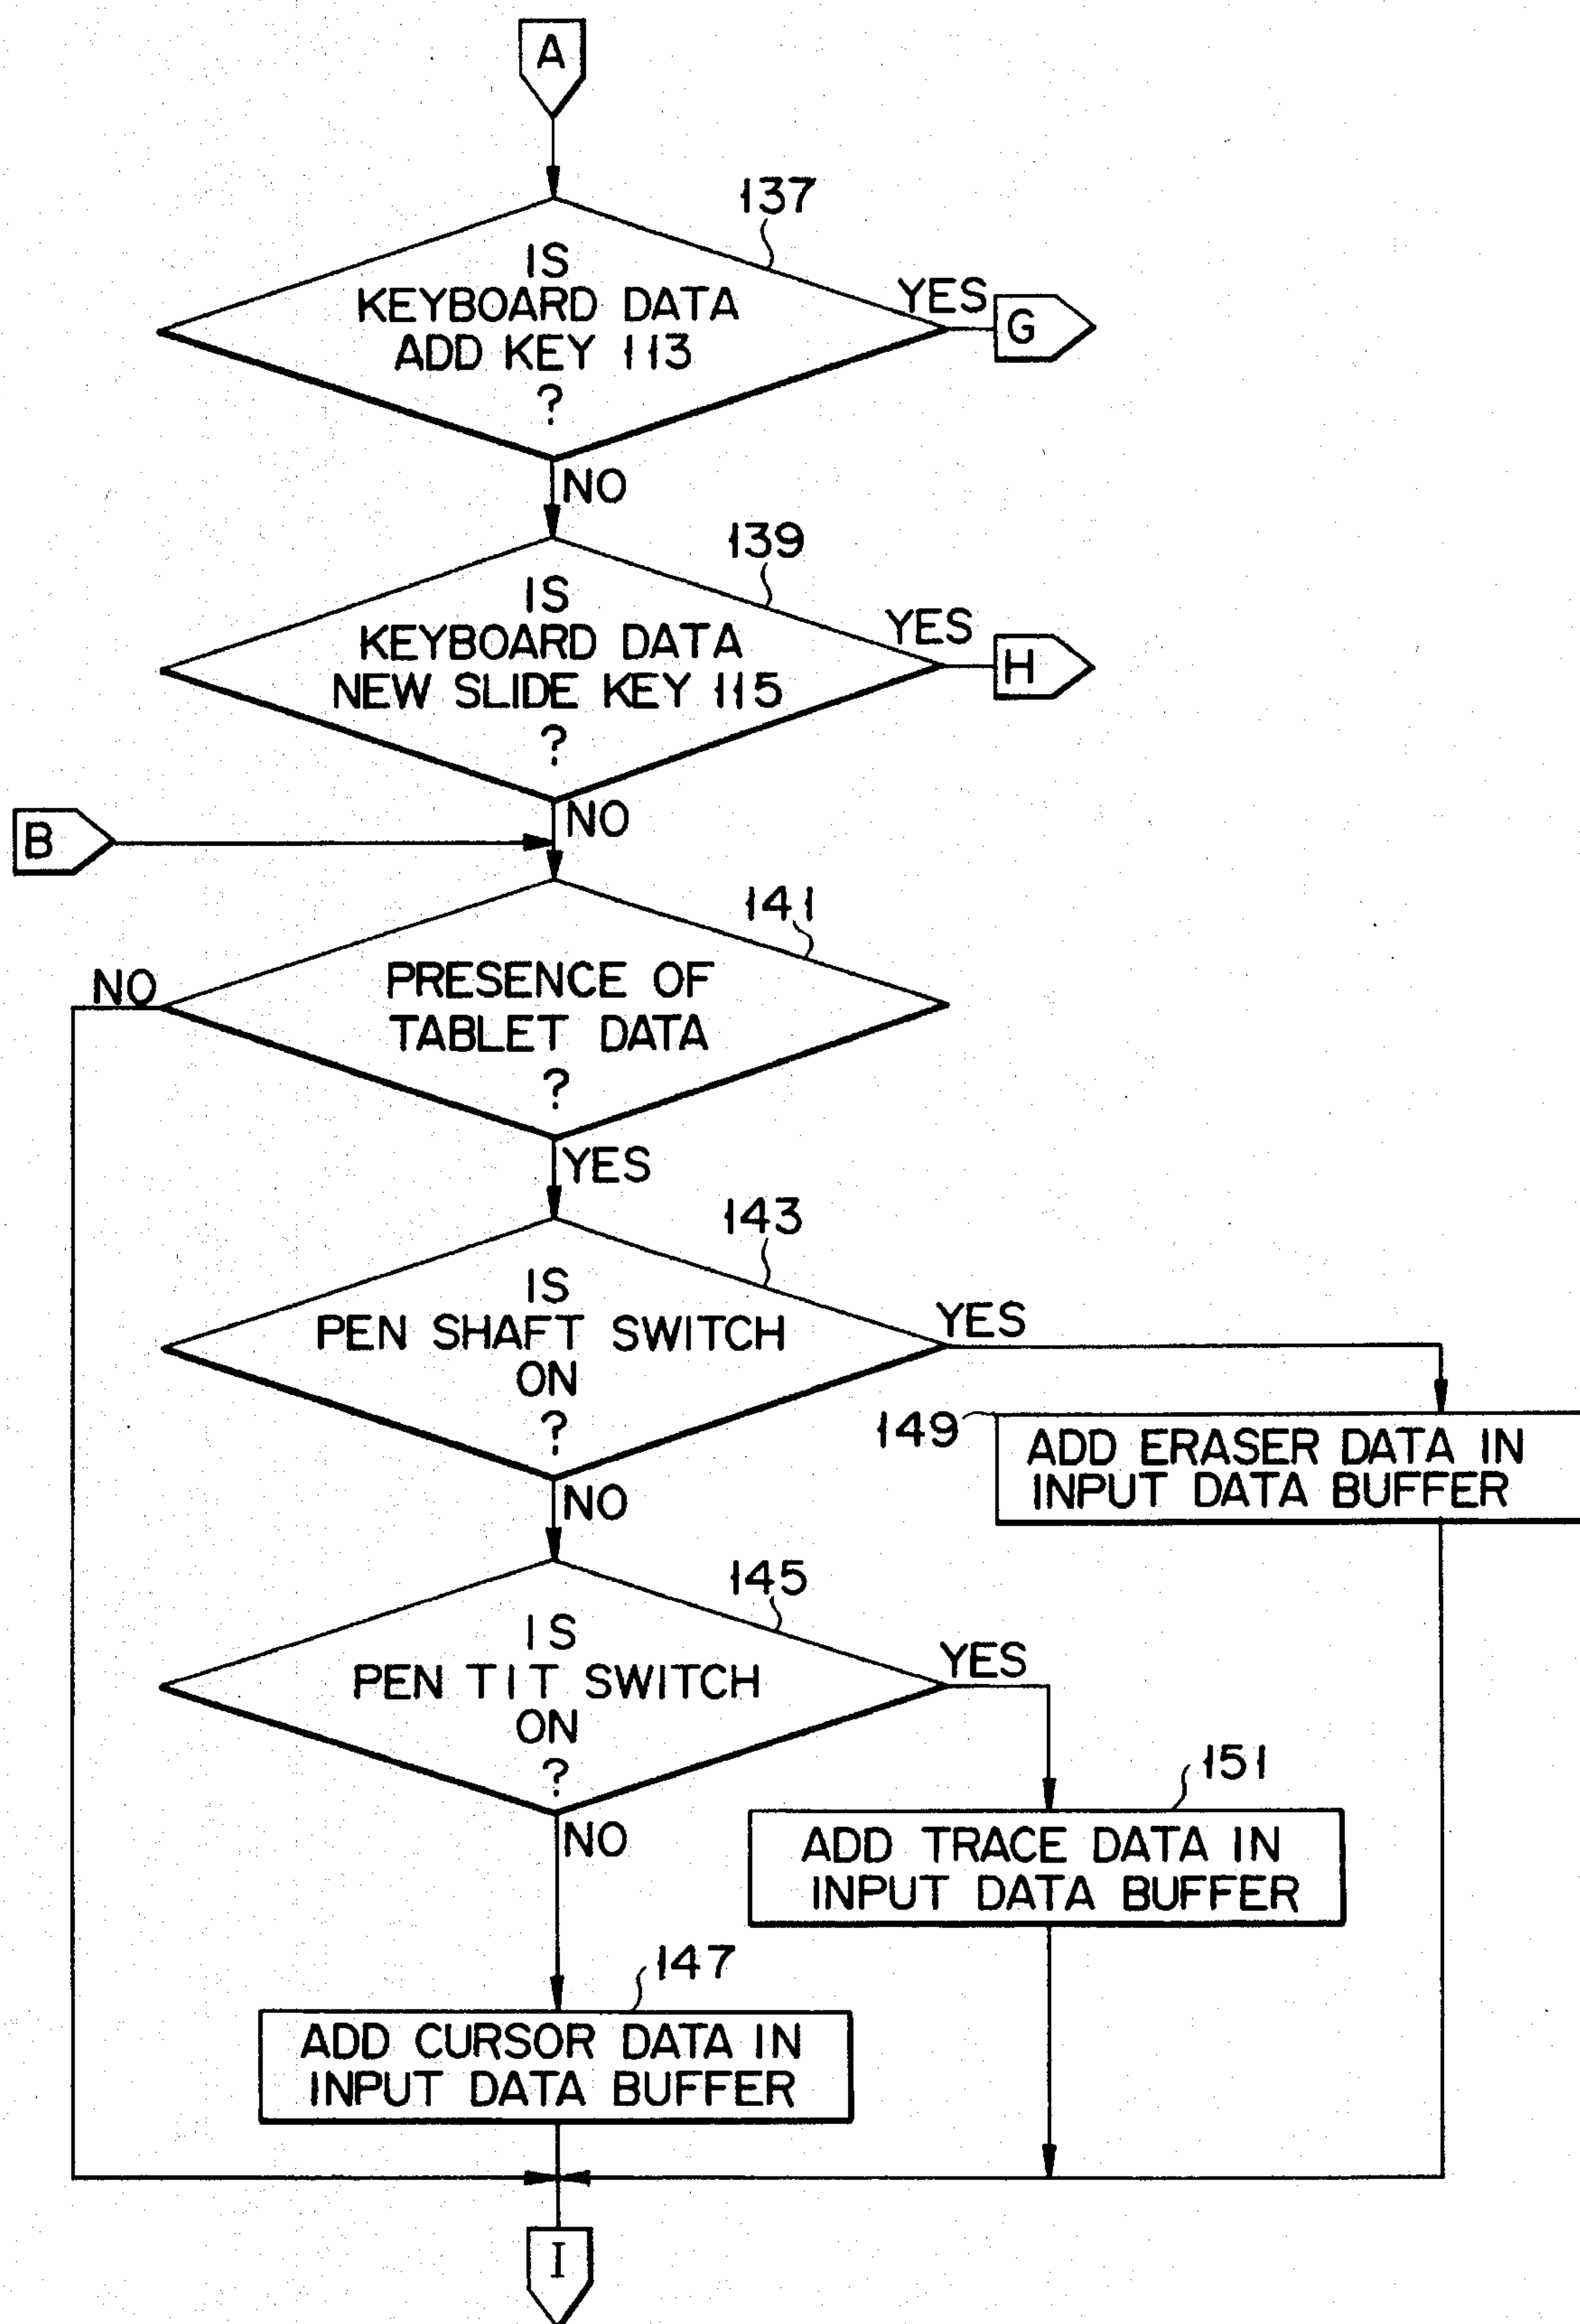 A
137
IS
KEYBOARD DATA
ADD KEY 113
?
YES
G
NO
139
IS
KEYBOARD DATA
NEW SLIDE KEY 115
?
YES
H
NO
B
141
PRESENCE OF
TABLET DATA
?
NO
YES
143
IS
PEN SHAFT SWITCH
ON
?
YES
149
ADD ERASER DATA IN
INPUT DATA BUFFER
NO
145
IS
PEN TIT SWITCH
ON
?
YES
151
ADD TRACE DATA IN
INPUT DATA BUFFER
NO
147
ADD CURSOR DATA IN
INPUT DATA BUFFER
I